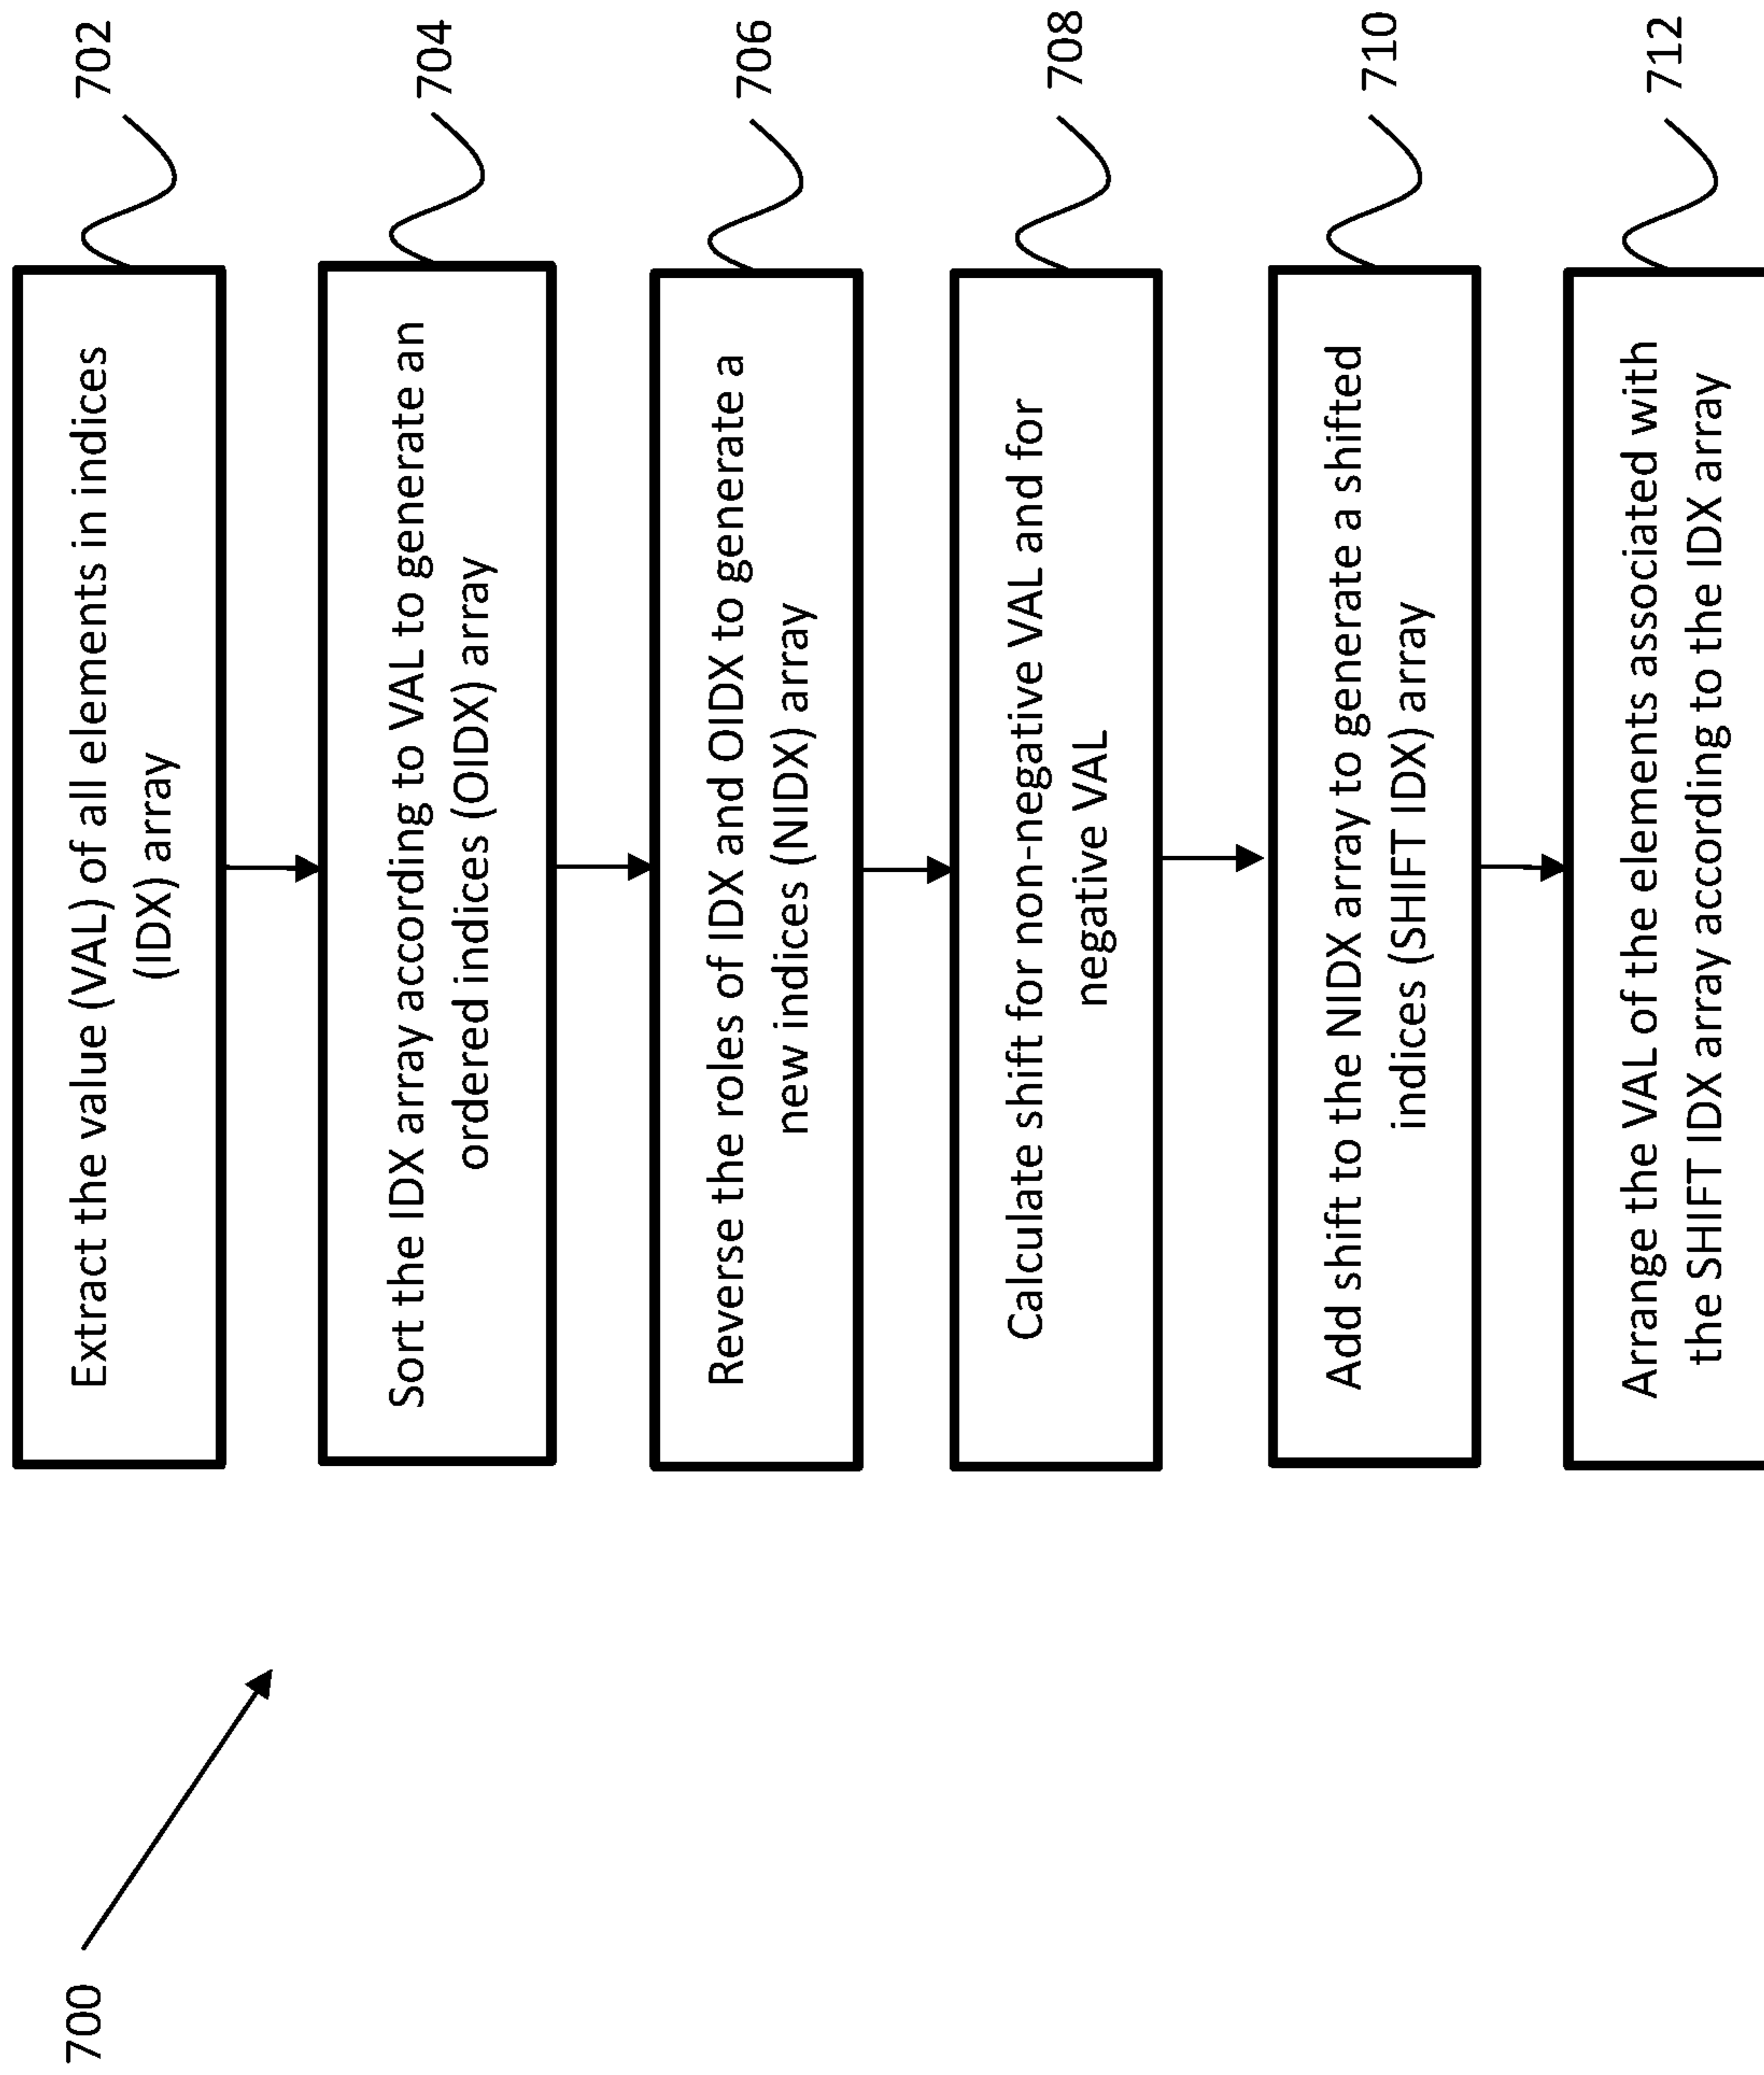 700
Extract the value (VAL) of all elements in indices
(IDX) array
702
Sort the IDX array according to VAL to generate an
ordered indices (OIDX) array
704
Reverse the roles of IDX and OIDX to generate a
new indices (NIDX) array
706
Calculate shift for non-negative VAL and for
negative VAL
708
Add shift to the NIDX array to generate a shifted
indices (SHIFT IDX) array
710
Arrange the VAL of the elements associated with
the SHIFT IDX array according to the IDX array
712